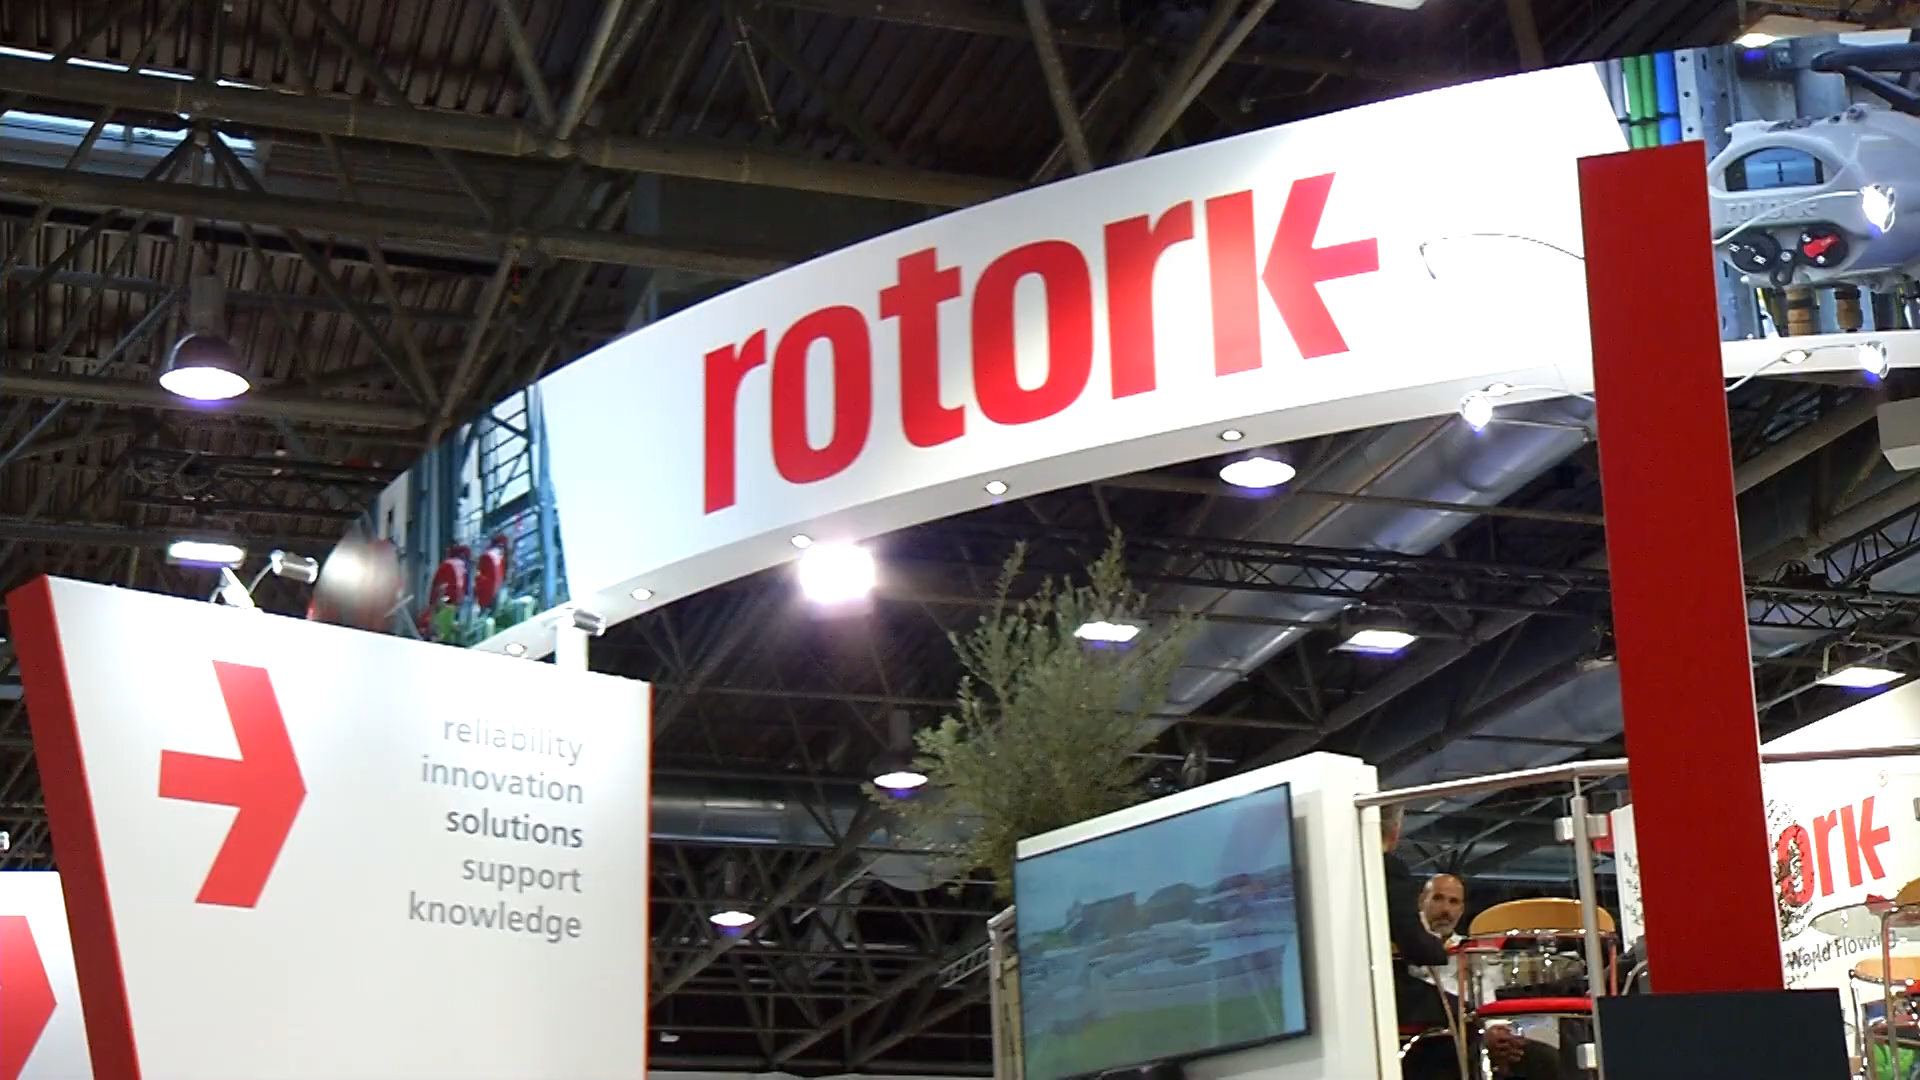 rotork
reliability
innovation
solutions
support
knowledge
ork
World Flowing